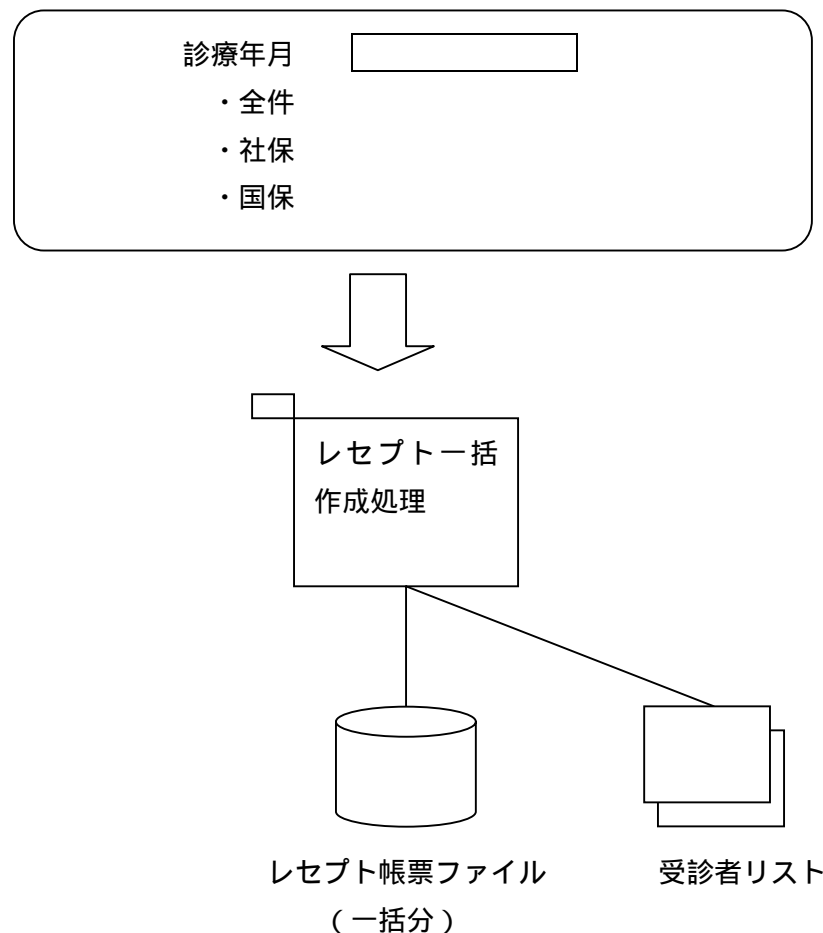 診療年月
・全件
・社保
・国保
レセプト一括
作成処理
レセプト帳票ファイル
（一括分）
受診者リスト